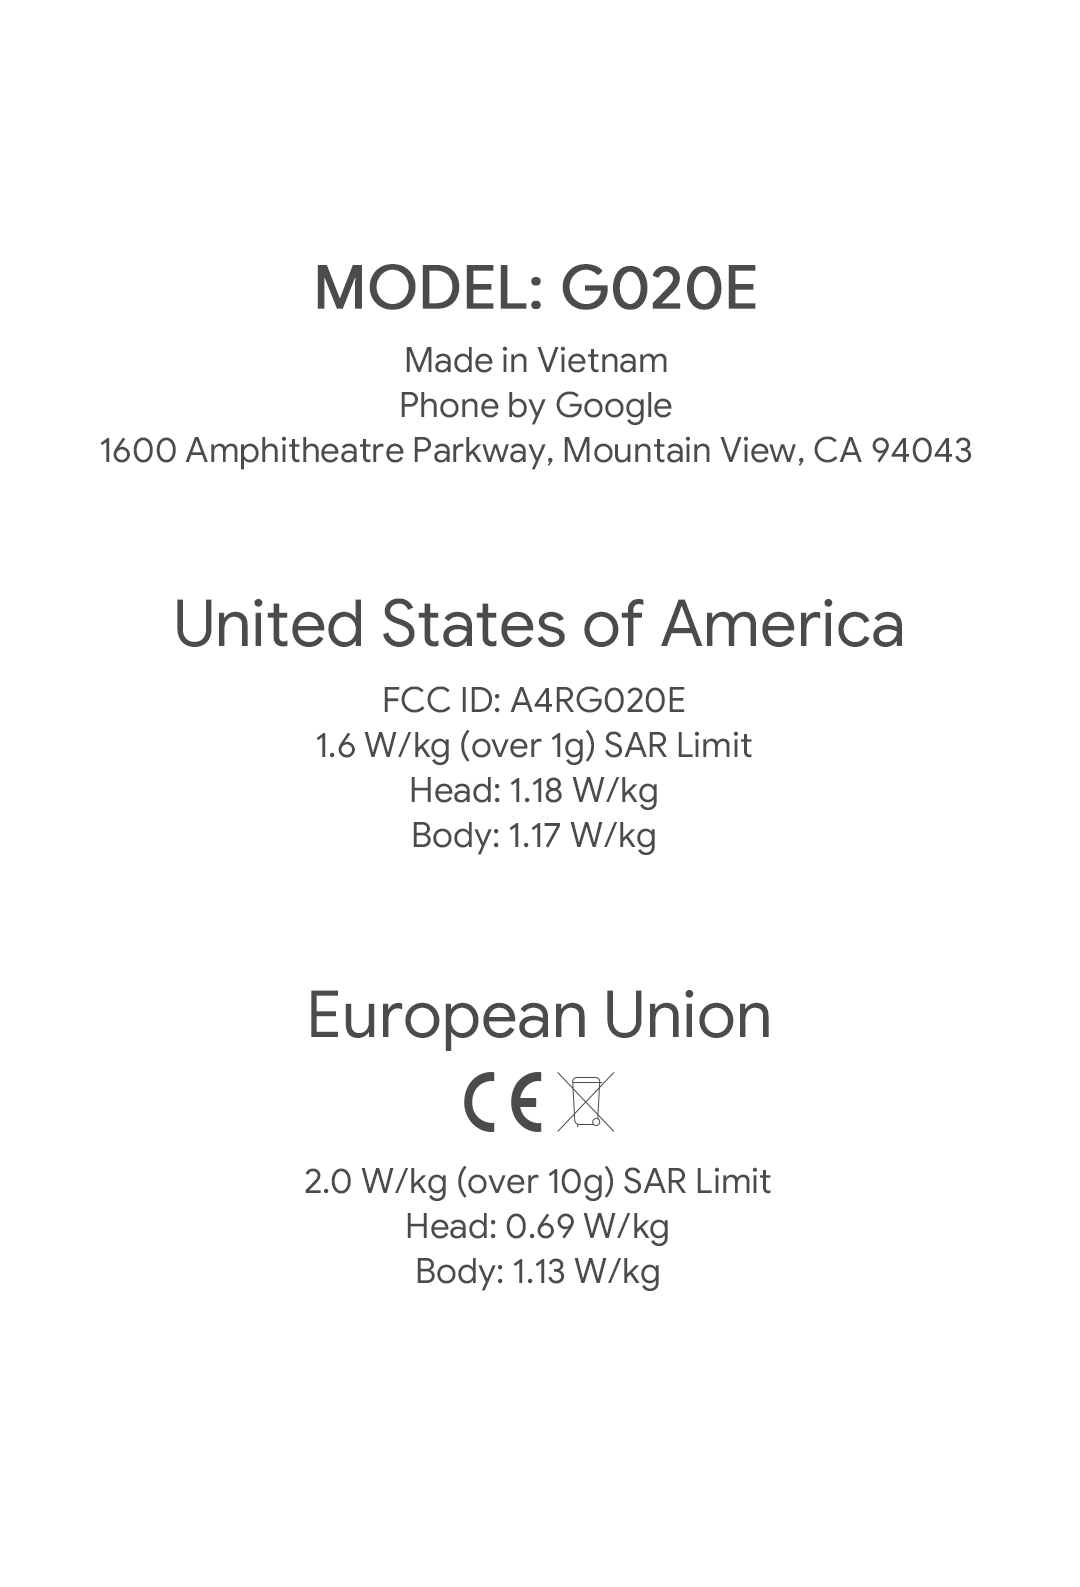 MODEL: G020E
Made in Vietnam
Phone by Google
1600 Amphitheatre Parkway, Mountain View, CA 94043
United States of America
FCC ID: A4RG020E
1.6 W/kg (over 1g) SAR Limit
Head: 1.18 W/kg
Body: 1.17 W/kg
European Union
CE
2.0 W/kg (over 10g) SAR Limit
Head: 0.69 W/kg
Body: 1.13 W/kg